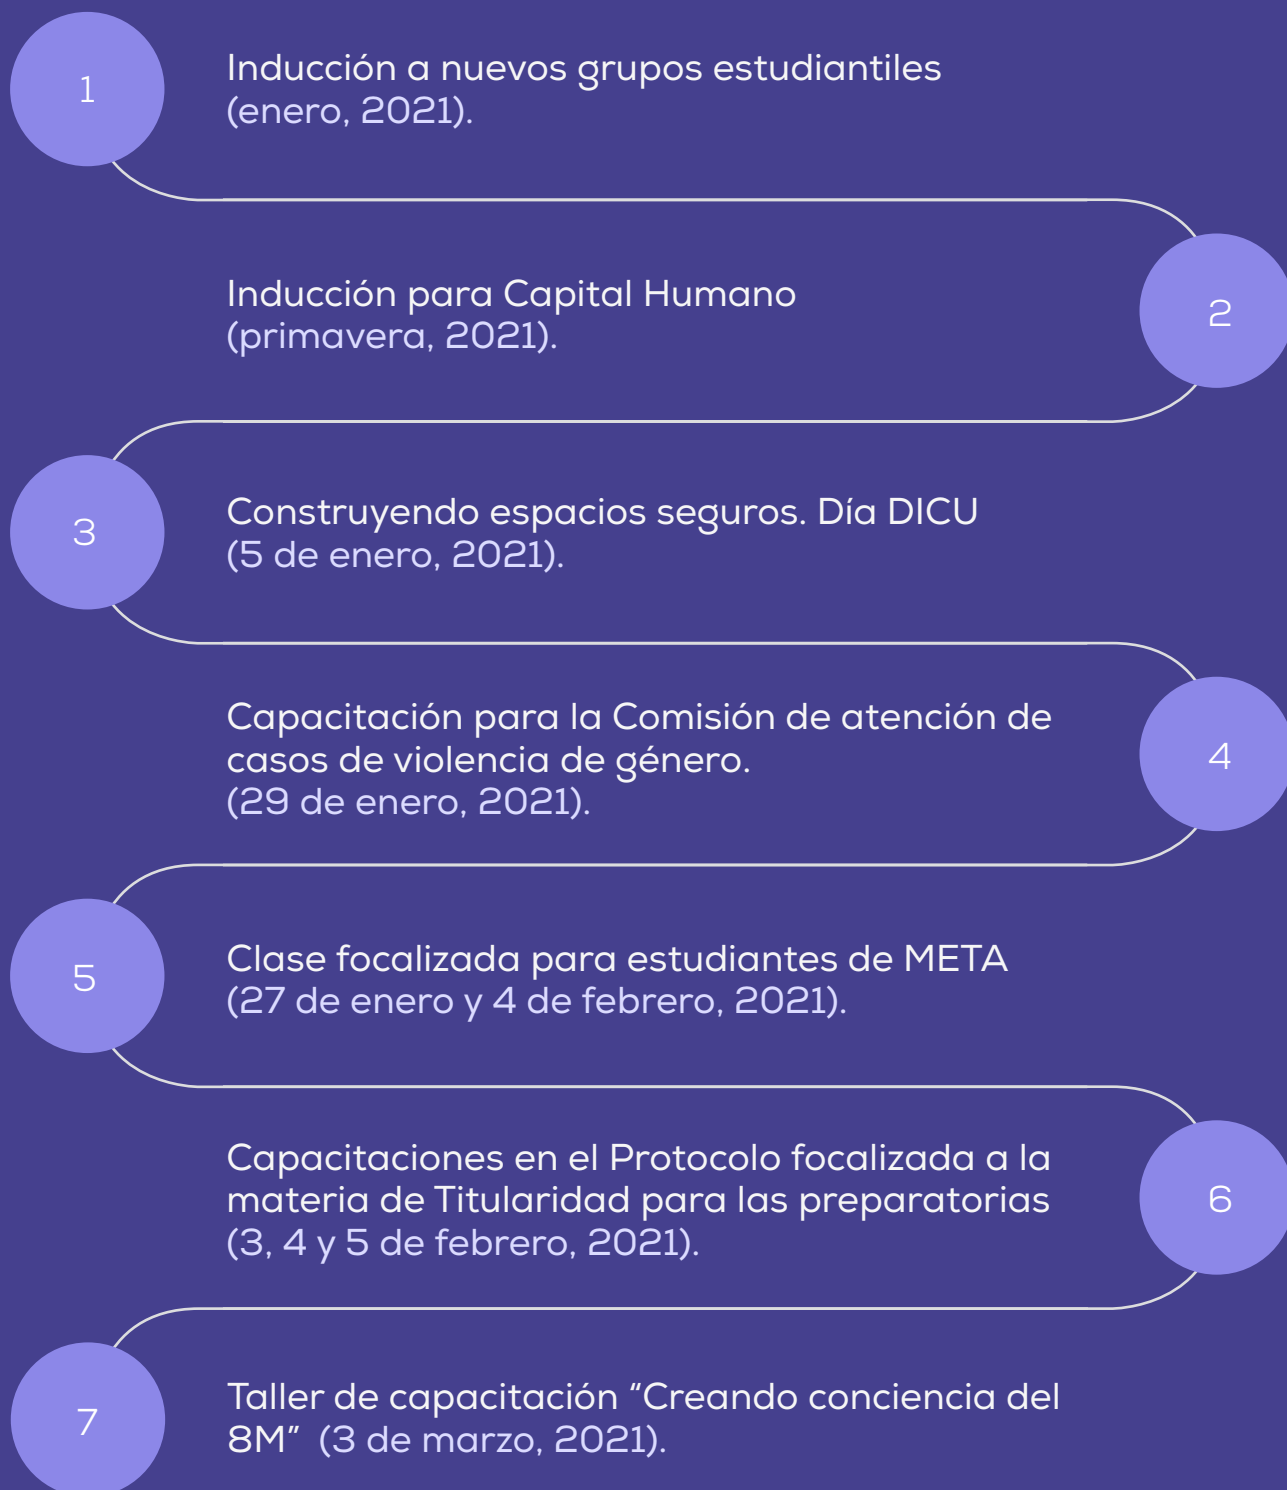 1
Inducción a nuevos grupos estudiantiles
(enero, 2021).
Inducción para Capital Humano
(primavera, 2021).
2
3
Construyendo espacios seguros. Día DICU
(5 de enero, 2021).
Capacitación para la Comisión de atención de
casos de violencia de género.
(29 de enero, 2021).
4
5
Clase focalizada para estudiantes de META
(27 de enero y 4 de febrero, 2021).
Capacitaciones en el Protocolo focalizada a la
materia de Titularidad para las preparatorias
(3, 4 y 5 de febrero, 2021).
6
7
Taller de capacitación “Creando conciencia del
8M”  (3 de marzo, 2021).